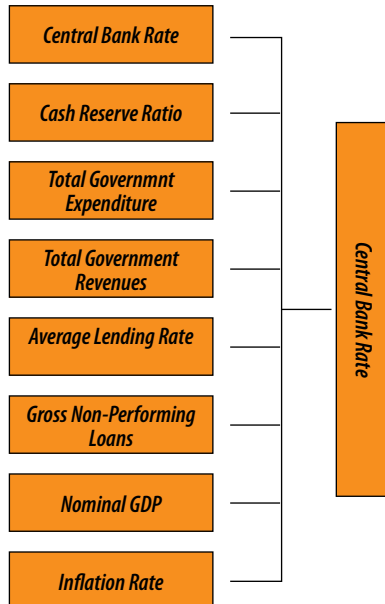 Central Bank Rate
Cash Reserve Ratio
Total Governmnt
Expenditure
Total Government
Revenues
Average Lending Rate
Gross Non-Performing
Loans
Nominal GDP
Inflation Rate
Central Bank Rate